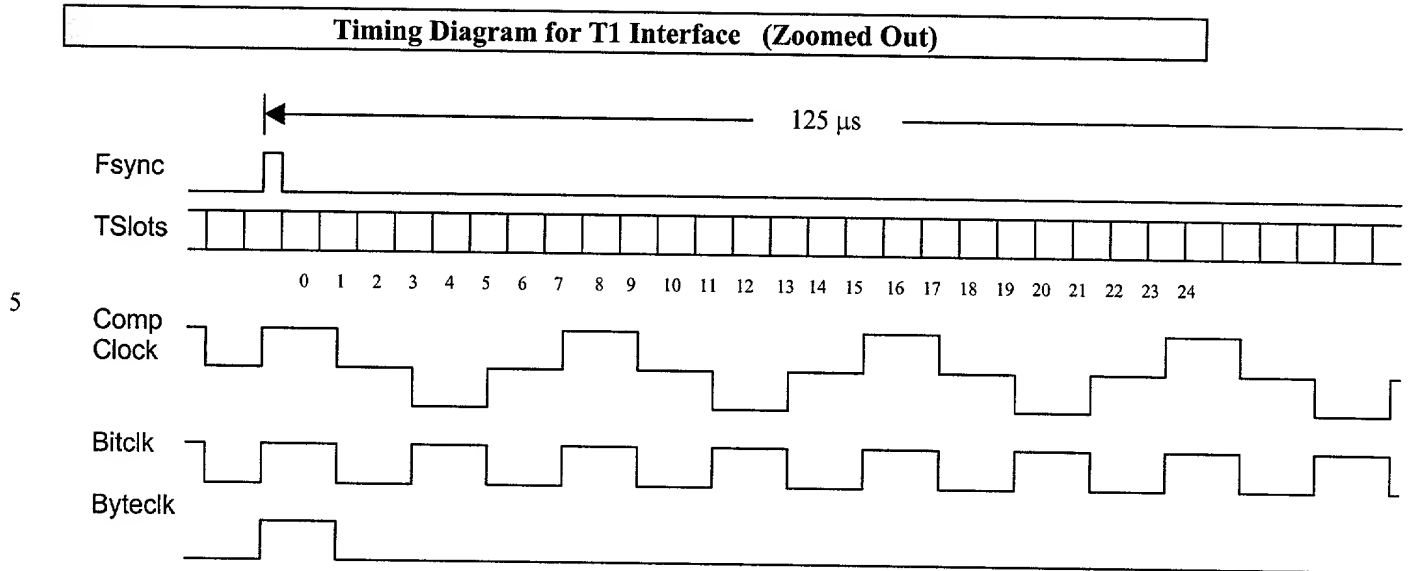 Timing Diagram for T1 Interface (Zoomed Out)
125 μs
Fsync
TSlots
0 1 2 3 4 5 6 7 8 9 10 11 12 13 14 15 16 17 18 19 20 21 22 23 24
5
Comp
Clock
Bitclk
Byteclk